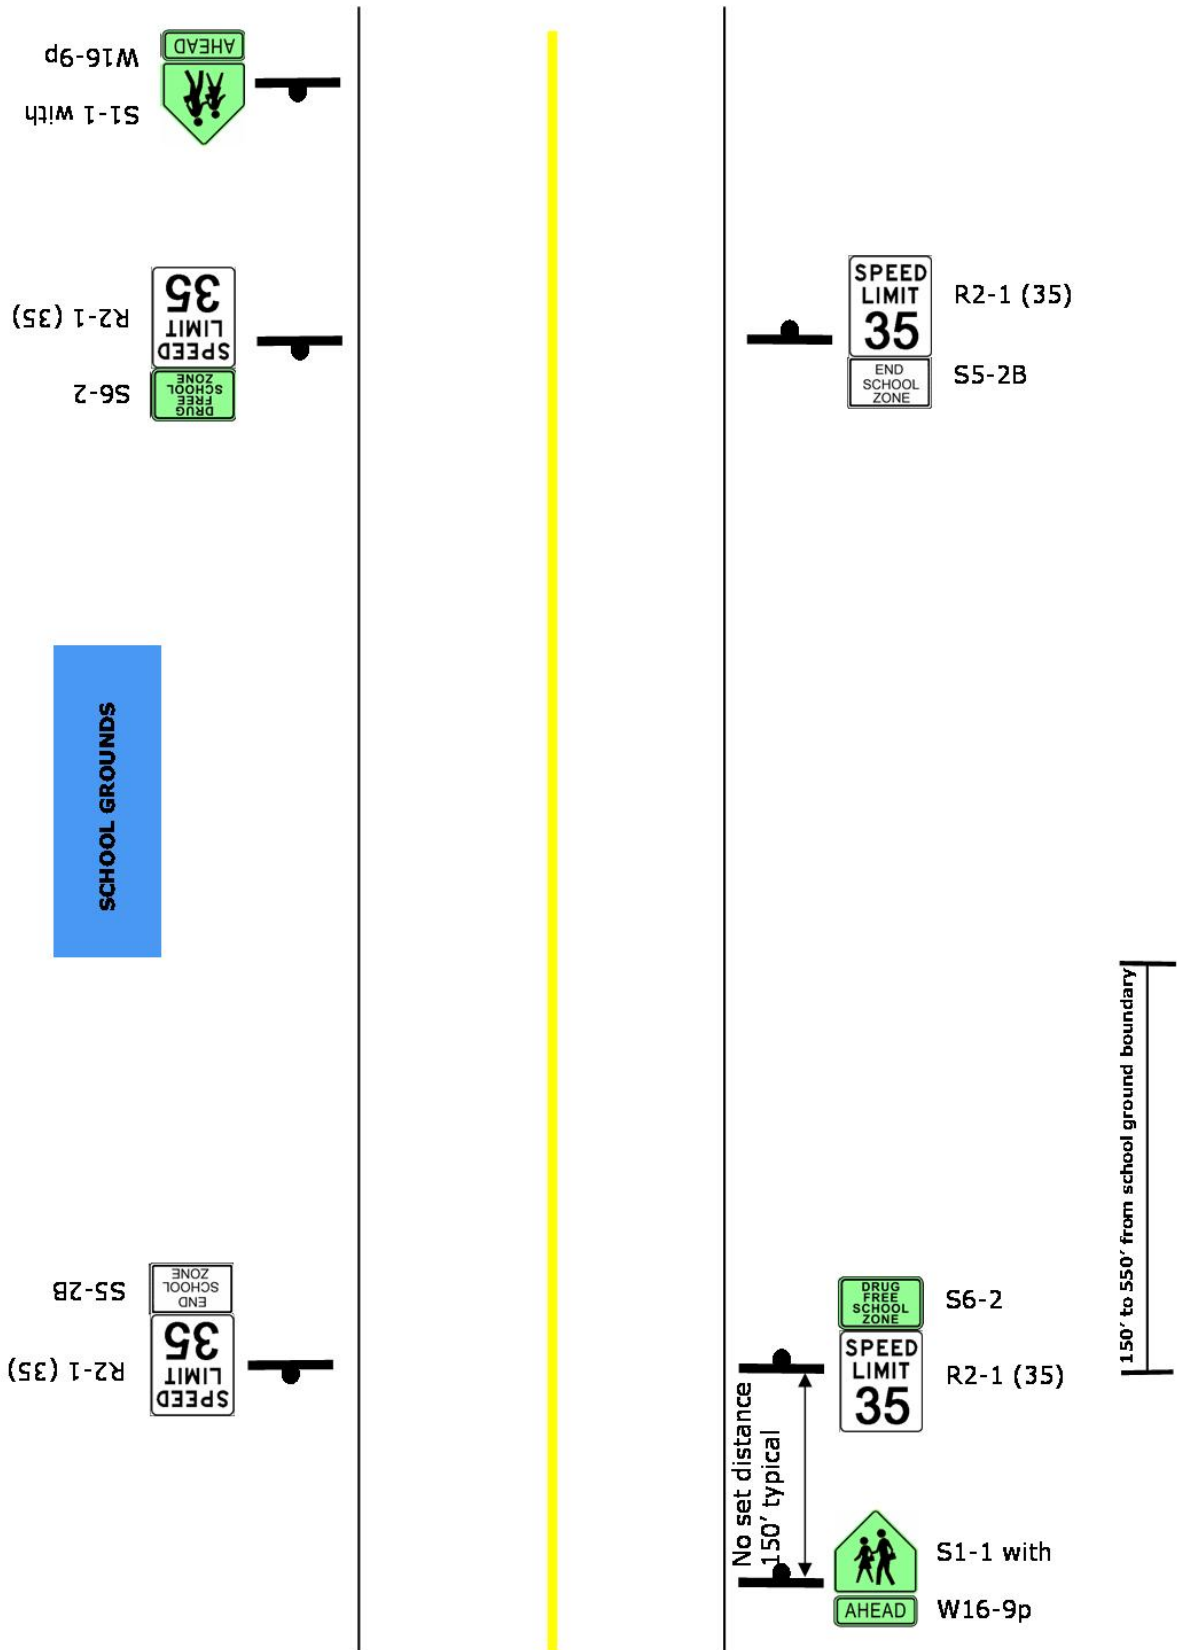 AHEAD
W16-9p
S1-1 with
SPEED
LIMIT
35
R2-1 (35)
DRUG
FREE
SCHOOL
ZONE
S6-2
SPEED
LIMIT
35
R2-1 (35)
END
SCHOOL
ZONE
S5-2B
SCHOOL GROUNDS
150' to 550' from school ground boundary
END
SCHOOL
ZONE
S5-2B
SPEED
LIMIT
35
R2-1 (35)
DRUG
FREE
SCHOOL
ZONE
S6-2
SPEED
LIMIT
35
R2-1 (35)
No set distance
150' typical
S1-1 with
AHEAD
W16-9p